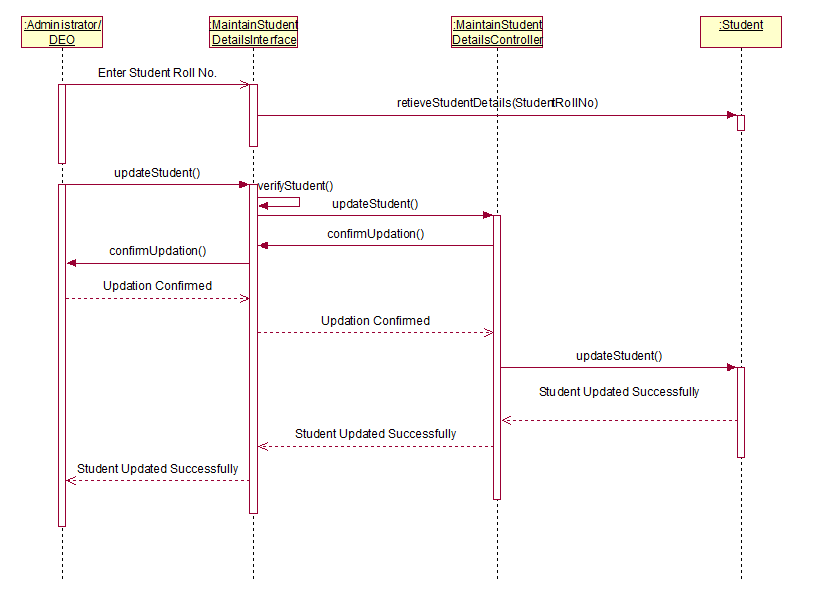 :Administrator/
DEO
:MaintainStudent
DetailsInterface
:MaintainStudent
DetailsController
:Student
Enter Student Roll No.
retieveStudentDetails(StudentRollNo)
updateStudent()
verifyStudent()
updateStudent()
confirmUpdation()
confirmUpdation()
Updation Confirmed
Updation Confirmed
updateStudent()
Student Updated Successfully
Student Updated Successfully
Student Updated Successfully